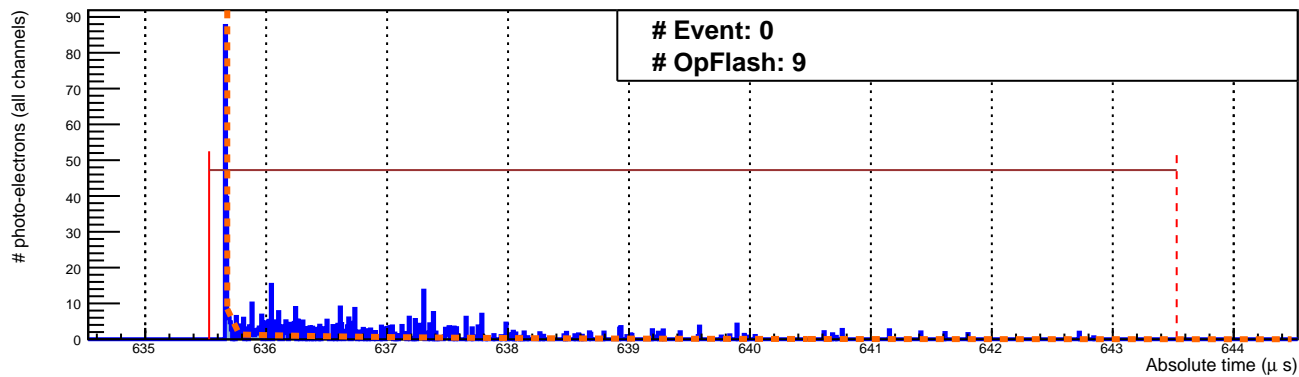 # Event: 0
# OpFlash: 9
# photo-electrons (all channels)
90
80
70
60
50
40
30
20
10
0
635 636 637 638 639 640 641 642 643 644
Absolute time (μ s)